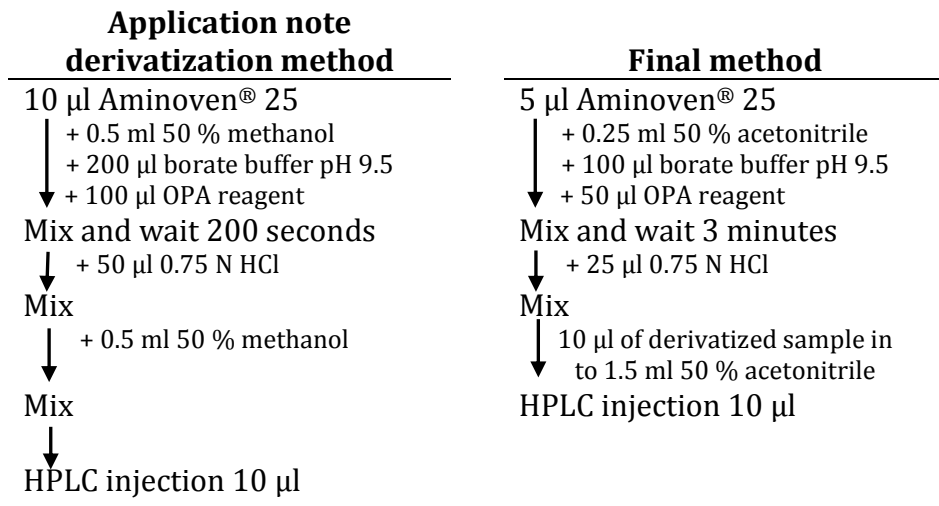 Application note
derivatization method
10 µl Aminoven® 25
+ 0.5 ml 50 % methanol
+ 200 µl borate buffer pH 9.5
+ 100 µl OPA reagent
Mix and wait 200 seconds
+ 50 µl 0.75 N HCl
Mix
+ 0.5 ml 50 % methanol
Mix
HPLC injection 10 µl
Final method
5 µl Aminoven® 25
+ 0.25 ml 50 % acetonitrile
+ 100 µl borate buffer pH 9.5
+ 50 µl OPA reagent
Mix and wait 3 minutes
+ 25 µl 0.75 N HCl
Mix
10 µl of derivatized sample in
to 1.5 ml 50 % acetonitrile
HPLC injection 10 µl